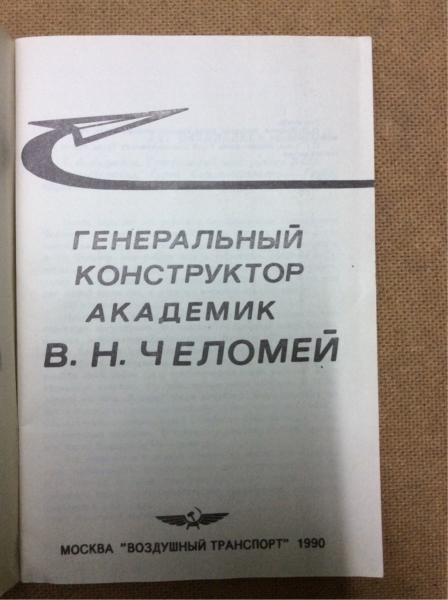 ГЕНЕРАЛЬНЫЙ
КОНСТРУКТОР
АКАДЕМИК
В. Н. ЧЕЛОМЕЙ
МОСКВА "ВОЗДУШНЫЙ ТРАНСПОРТ" 1990